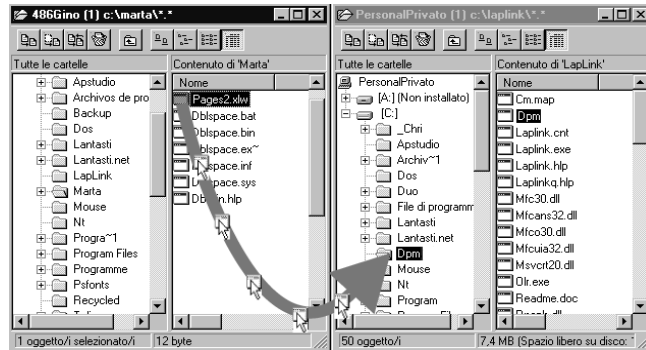 486Gino (1) c:\marta\*.*
Tutte le cartelle
Contenuto di 'Marta'
Apstudio
Archivos de pro
Backup
Dos
Lantasti
Lantasti.net
LapLink
Marta
Mouse
Nt
Progra~1
Program Files
Programme
Psfonts
Recycled
Nome
Pages2.xlw
Dblspace.bat
Dblspace.bin
Dblspace.ex~
space.inf
space.sys
in.hlp
1 oggetto/i selezionato/i
12 byte
PersonalPrivato (1) c:\laplink\*.*
Tutte le cartelle
Contenuto di 'LapLink'
PersonalPrivato
[A:] (Non installato)
[C:]
_Chri
Apstudio
Archiv~1
Dos
Duo
File di programm
Lantasti
Lantasti.net
Dpm
Mouse
Nt
Program
Nome
Cm.map
Dpm
Laplink.cnt
Laplink.exe
Laplink.hlp
Laplinkq.hlp
Mfc30.dll
Mfcans32.dll
Mfco30.dll
Mfcuia32.dll
Msvcrt20.dll
Olr.exe
Readme.doc
50 oggetto/i
7,4 MB (Spazio libero su disco: